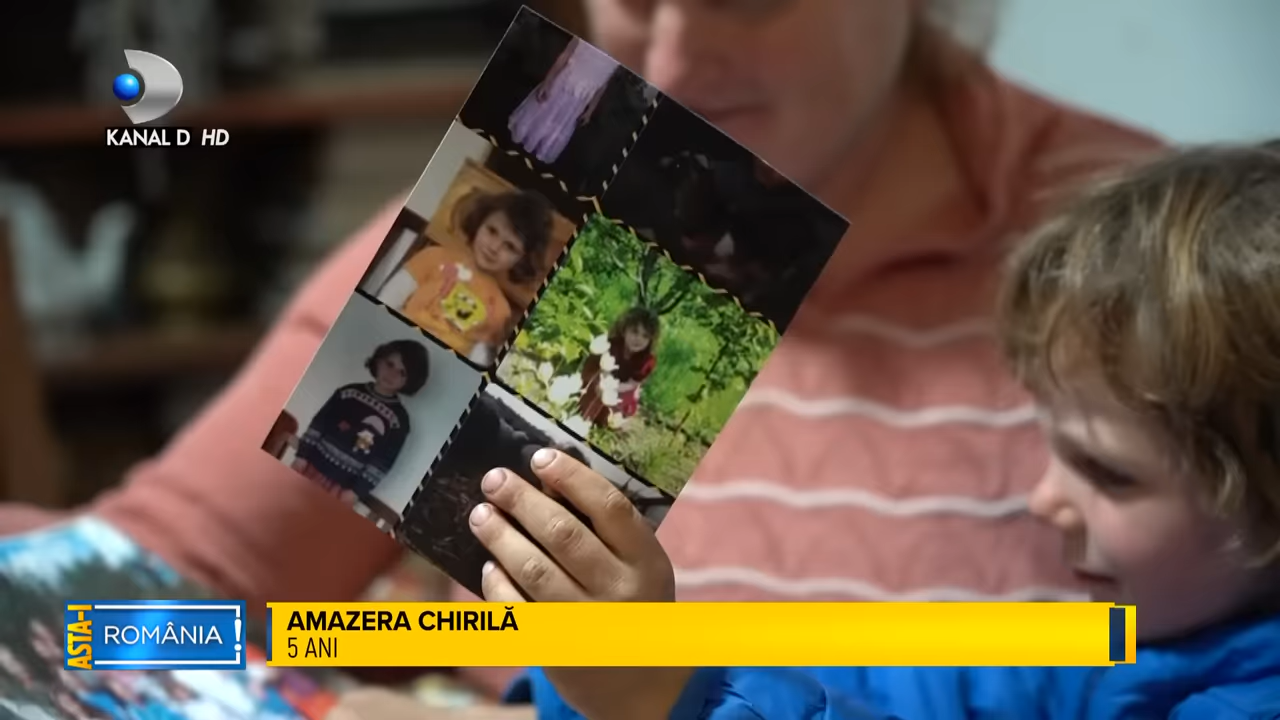 KANAL D HD
ASTA-I
ROMÂNIA!
AMAZERA CHIRILĂ
5 ANI